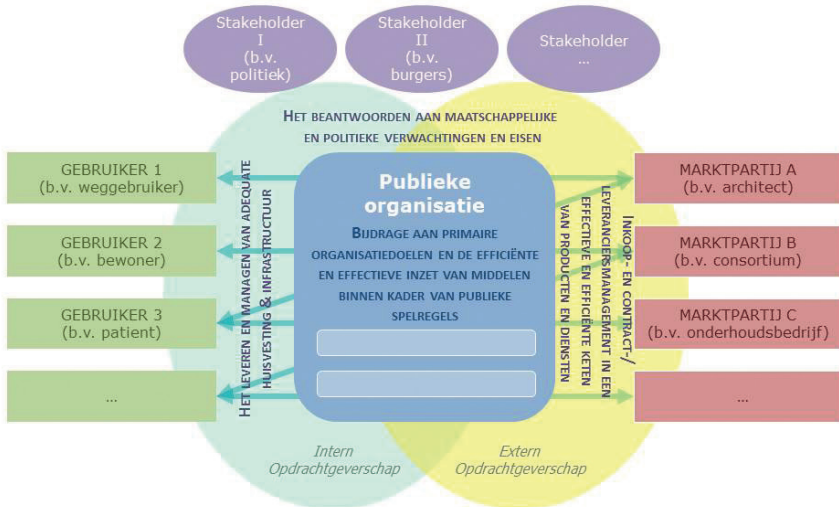 Stakeholder
I
(b.v.
politiek)
Stakeholder
II
(b.v.
burgers)
Stakeholder
...
HET BEANTWOORDEN AAN MAATSCHAPPELIJKE
EN POLITIEKE VERWACHTINGEN EN EISEN
GEBRUIKER 1
(b.v. weggebruiker)
GEBRUIKER 2
(b.v. bewoner)
GEBRUIKER 3
(b.v. patient)
...
HET LEVEREN EN MANAGEN VAN ADEQUATE
HUISVESTING & INFRASTRUCTUUR
Publieke
organisatie
BIJDRAGE AAN PRIMAIRE
ORGANISATIEDOELEN EN DE EFFICIËNTE
EN EFFECTIEVE INZET VAN MIDDELEN
BINNEN KADER VAN PUBLIEKE
SPELREGELS
INKOOP- EN CONTRACT-/
LEVERANCIERSMANAGEMENT IN EEN
EFFECTIEVE EN EFFICIËNTE KETEN
VAN PRODUCTEN EN DIENSTEN
MARKTPARTIJ A
(b.v. architect)
MARKTPARTIJ B
(b.v. consortium)
MARKTPARTIJ C
(b.v. onderhoudsbedrijf)
...
Intern
Opdrachtgeverschap
Extern
Opdrachtgeverschap